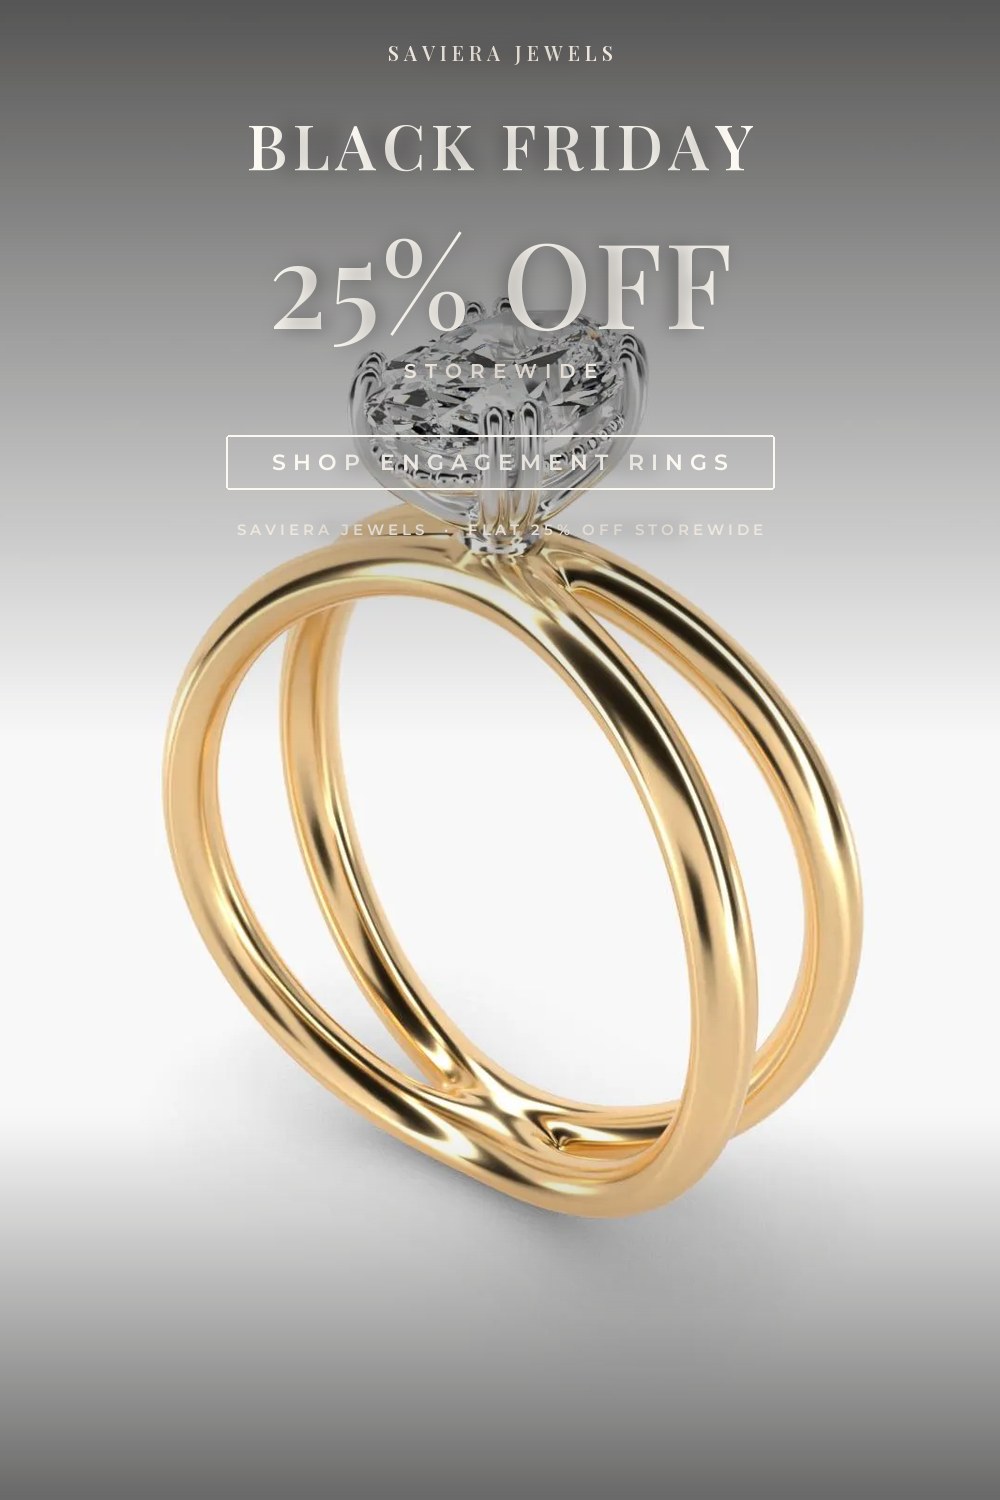 SAVIERA JEWELS
BLACK FRIDAY
25% OFF
STOREWIDE
SHOP ENGAGEMENT RINGS
SAVIERA JEWELS · FLAT 25% OFF STOREWIDE